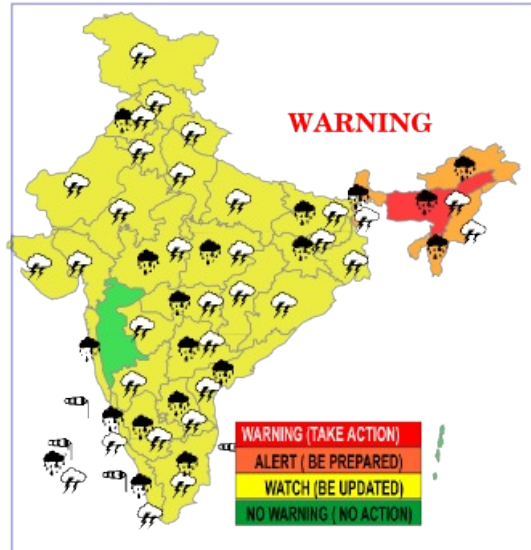 WARNING
WARNING (TAKE ACTION)
ALERT ( BE PREPARED)
WATCH (BE UPDATED)
NO WARNING ( NO ACTION)